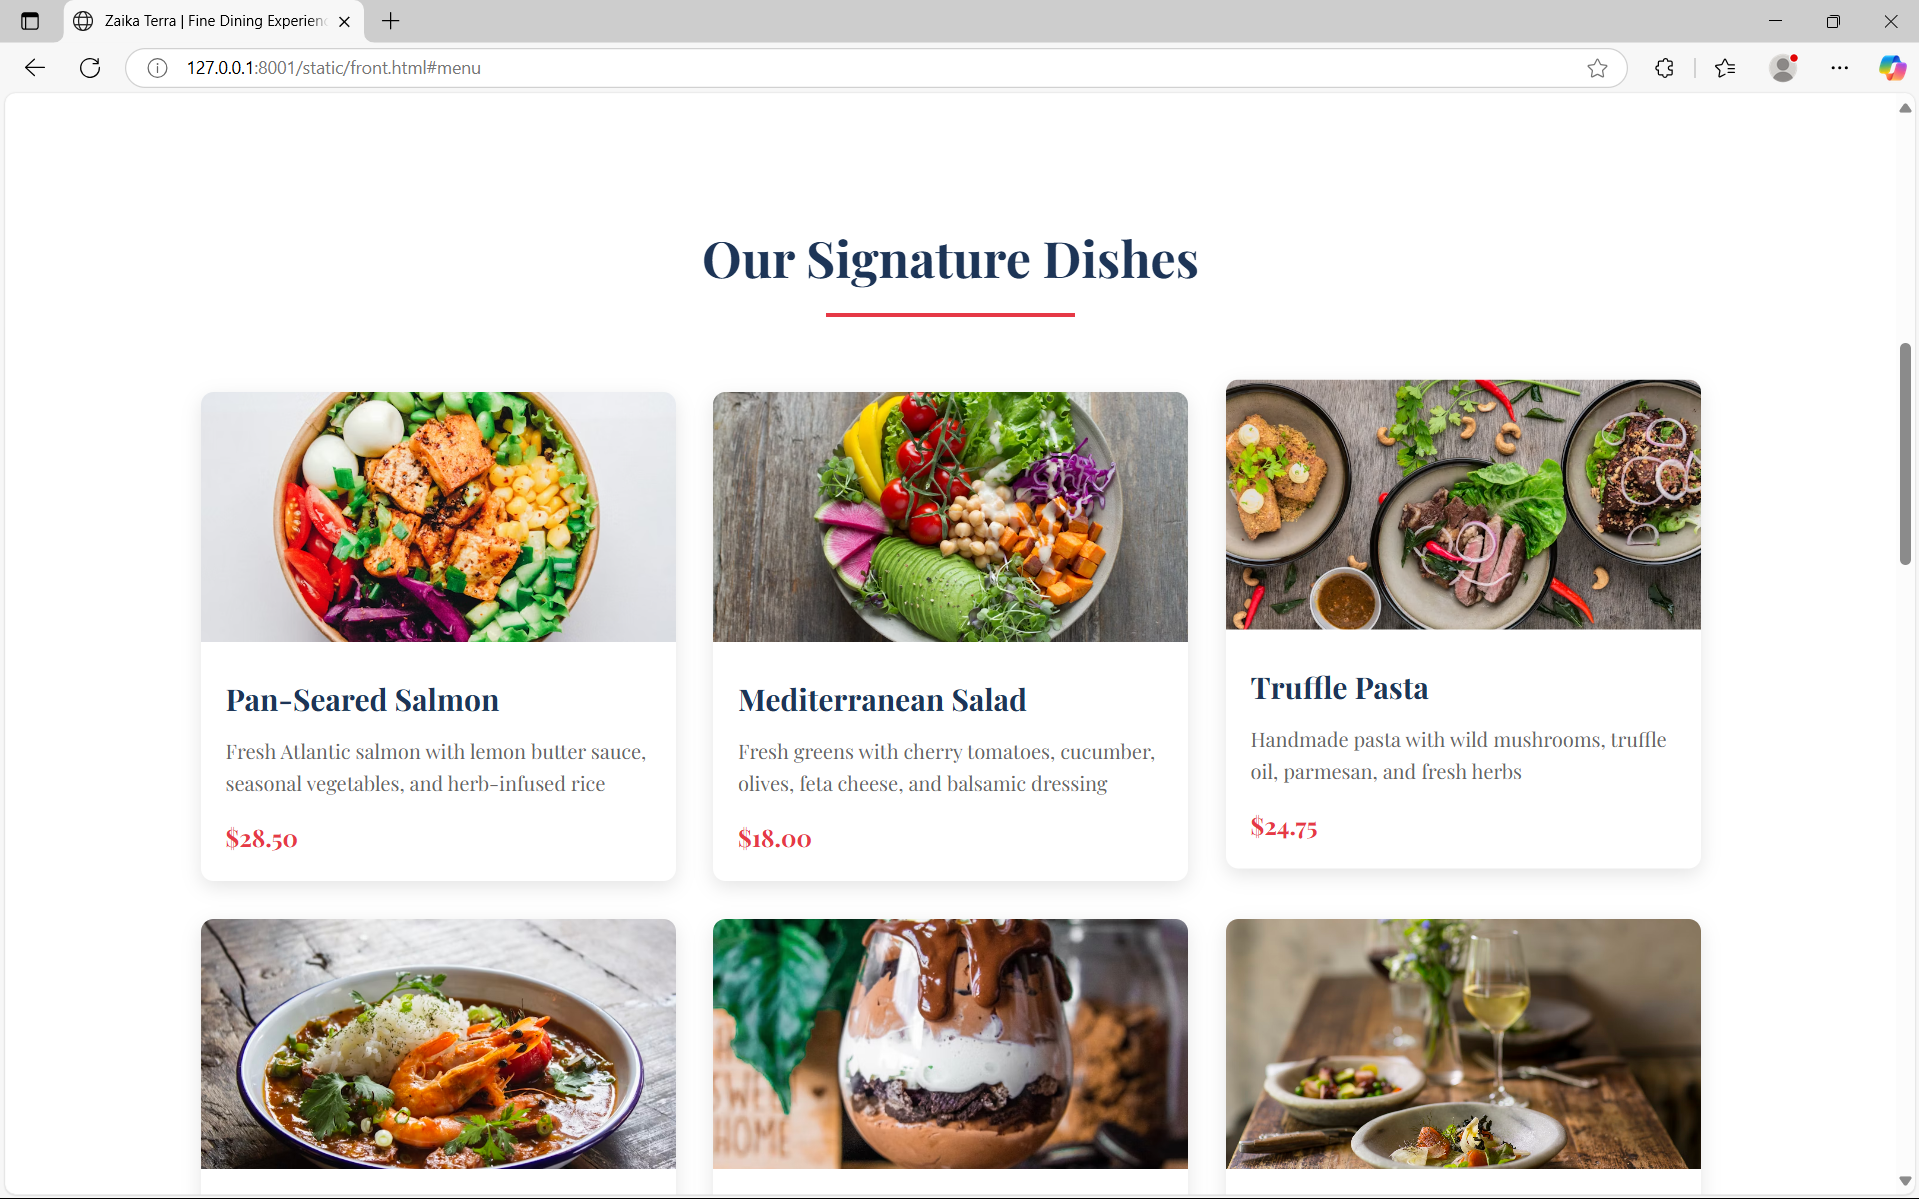 Zaika Terra | Fine Dining Experienc
127.0.0.1:8001/static/front.html#menu
Our Signature Dishes
Pan-Seared Salmon
Fresh Atlantic salmon with lemon butter sauce,
seasonal vegetables, and herb-infused rice
$28.50
Mediterranean Salad
Fresh greens with cherry tomatoes, cucumber,
olives, feta cheese, and balsamic dressing
$18.00
Truffle Pasta
Handmade pasta with wild mushrooms, truffle
oil, parmesan, and fresh herbs
$24.75
HOME